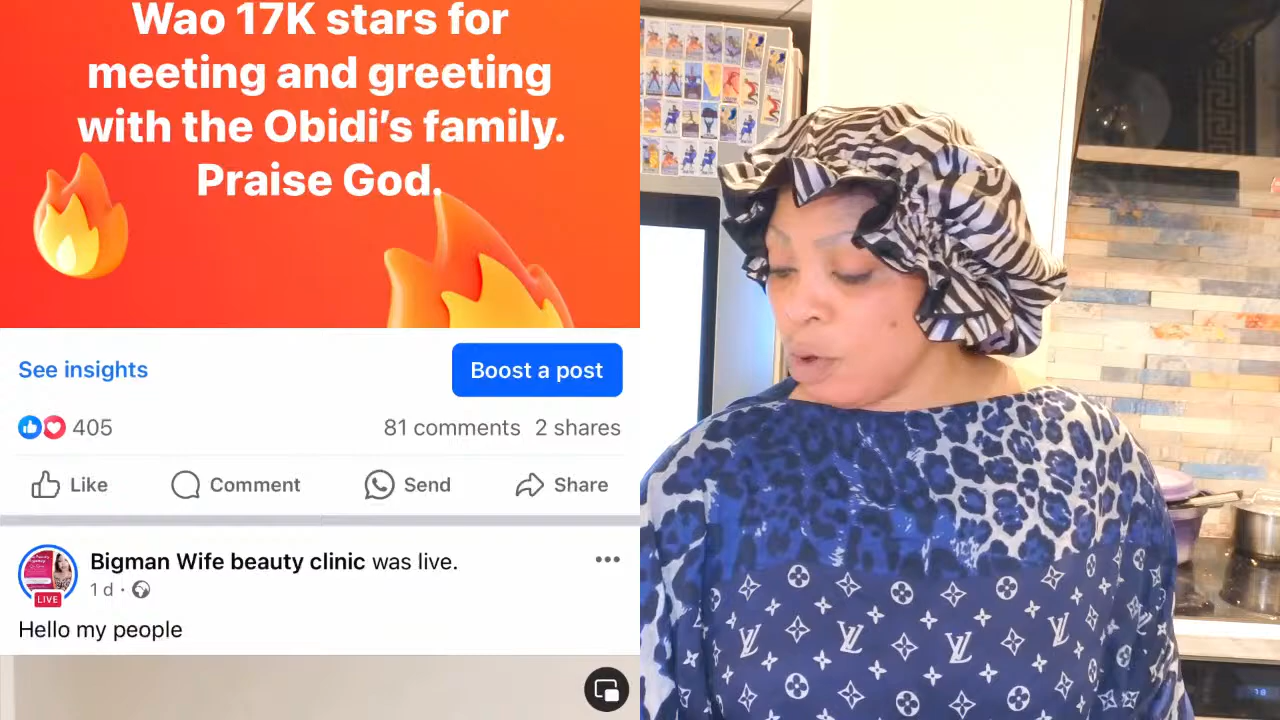 Wao 17K stars for
meeting and greeting
with the Obidi's family.
Praise God.
See insights
Boost a post
405
81 comments 2 shares
Like
Comment
Send
Share
Bigman Wife beauty clinic was live.
LIVE
1 d ·
Hello my people